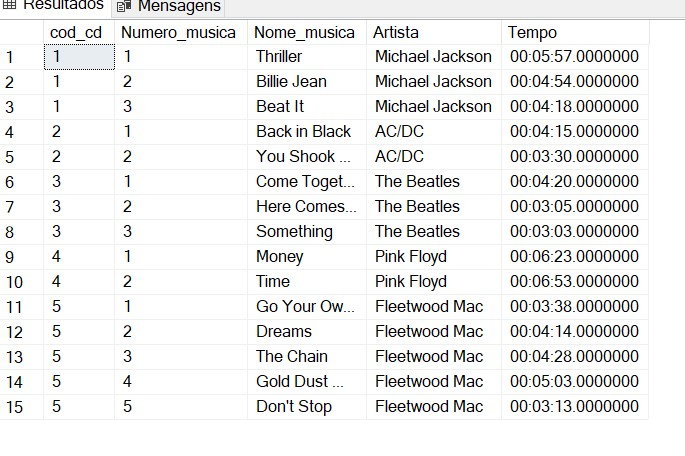 Resultados Mensagens
cod_cd Numero_musica Nome_musica Artista Tempo
1 1 1 Thriller Michael Jackson 00:05:57.0000000
2 1 2 Billie Jean Michael Jackson 00:04:54.0000000
3 1 3 Beat It Michael Jackson 00:04:18.0000000
4 2 1 Back in Black AC/DC 00:04:15.0000000
5 2 2 You Shook ... AC/DC 00:03:30.0000000
6 3 1 Come Toget... The Beatles 00:04:20.0000000
7 3 2 Here Comes... The Beatles 00:03:05.0000000
8 3 3 Something The Beatles 00:03:03.0000000
9 4 1 Money Pink Floyd 00:06:23.0000000
10 4 2 Time Pink Floyd 00:06:53.0000000
11 5 1 Go Your Ow... Fleetwood Mac 00:03:38.0000000
12 5 2 Dreams Fleetwood Mac 00:04:14.0000000
13 5 3 The Chain Fleetwood Mac 00:04:28.0000000
14 5 4 Gold Dust ... Fleetwood Mac 00:05:03.0000000
15 5 5 Don't Stop Fleetwood Mac 00:03:13.0000000